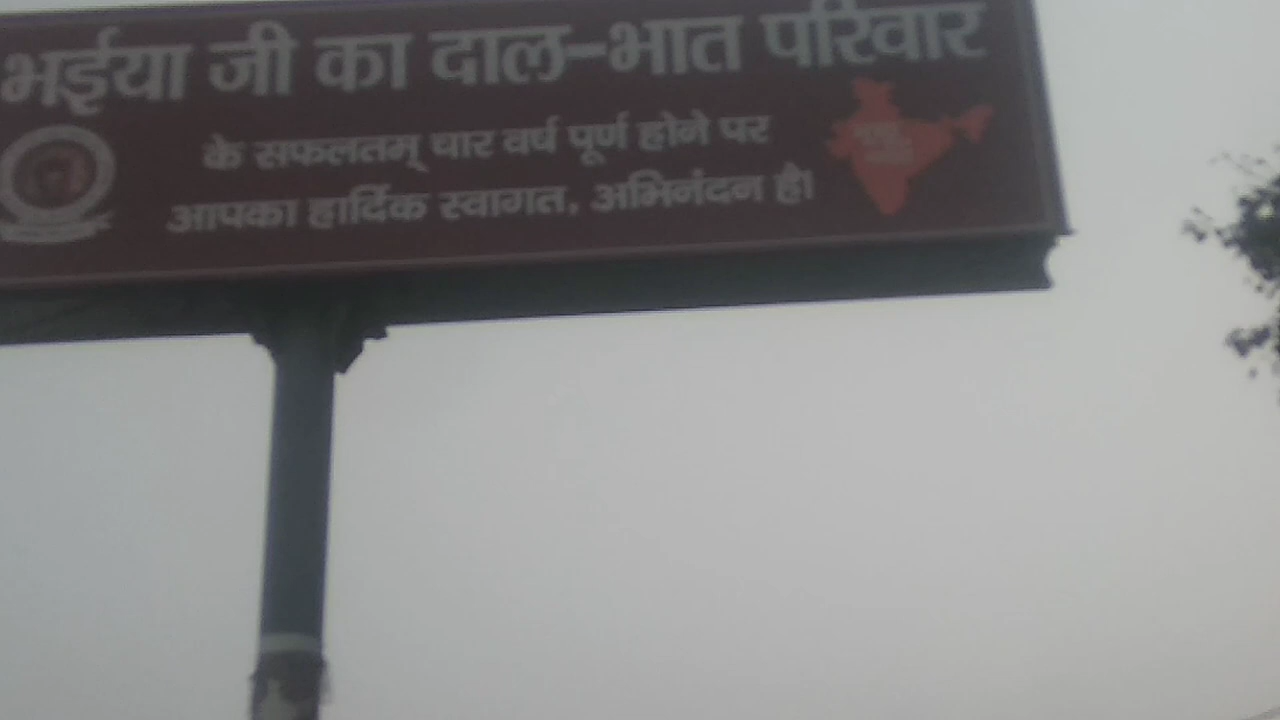 भईया जी का दाल-भात परिवार
के सफलतम् चार वर्ष पूर्ण होने पर
आपका हार्दिक स्वागत, अभिनंदन है।